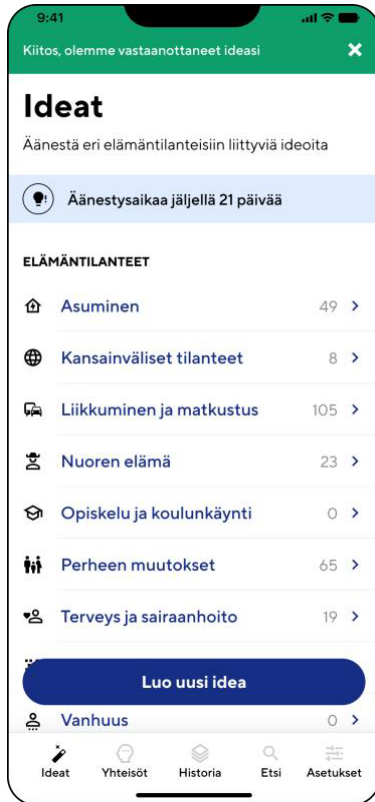 9:41
Kiitos, olemme vastaanottaneet ideasi
Ideat
Äänestä eri elämäntilanteisiin liittyviä ideoita
Äänestysaikaa jäljellä 21 päivää
ELÄMÄNTILANTEET
Asuminen 49
Kansainväliset tilanteet 8
Liikkuminen ja matkustus 105
Nuoren elämä 23
Opiskelu ja koulunkäynti 0
Perheen muutokset 65
Terveys ja sairaanhoito 19
Luo uusi idea
Vanhuus 0
Ideat Yhteisöt Historia Etsi Asetukset